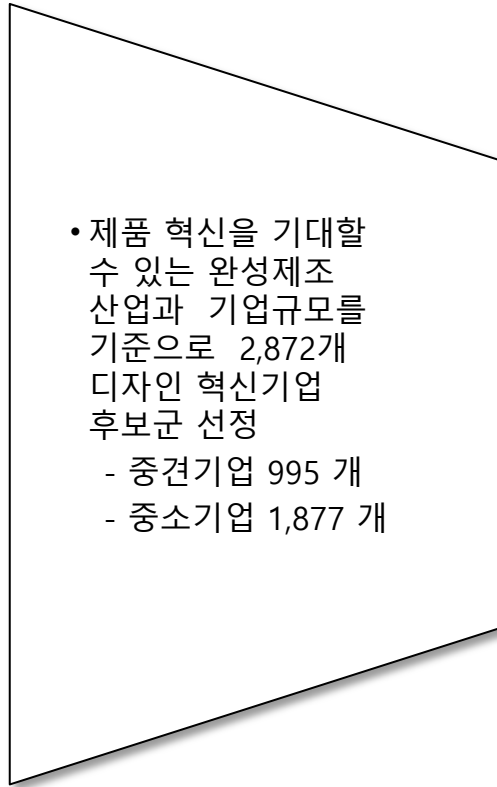 • 제품 혁신을 기대할
수 있는 완성제조
산업과 기업규모를
기준으로 2,872개
디자인 혁신기업
후보군 선정
- 중견기업 995 개
- 중소기업 1,877 개